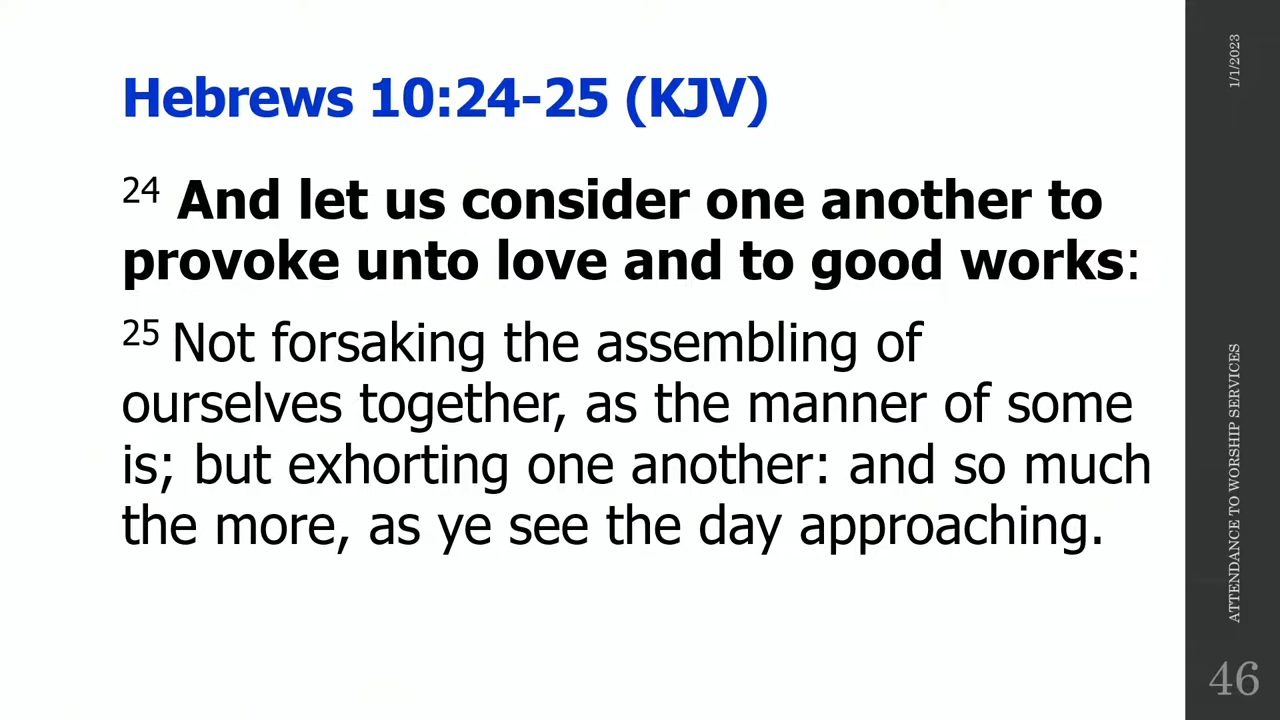 Hebrews 10:24-25 (KJV)
24 And let us consider one another to
provoke unto love and to good works:
25 Not forsaking the assembling of
ourselves together, as the manner of some
is; but exhorting one another: and so much
the more, as ye see the day approaching.
1/1/2023
ATTENDANCE TO WORSHIP SERVICES
46